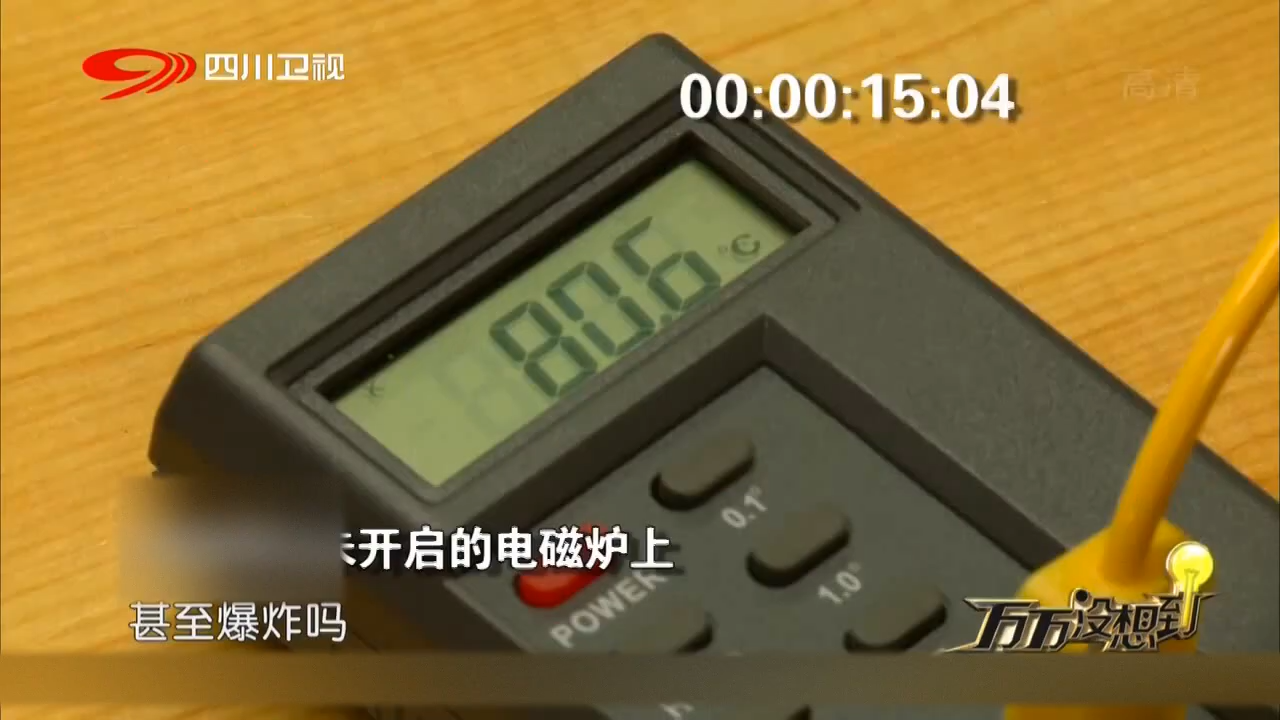 四川卫视
00:00:15:04
高清
80.6 °C
0.1°
1.0°
POWER
开启的电磁炉上
甚至爆炸吗
万万没想到